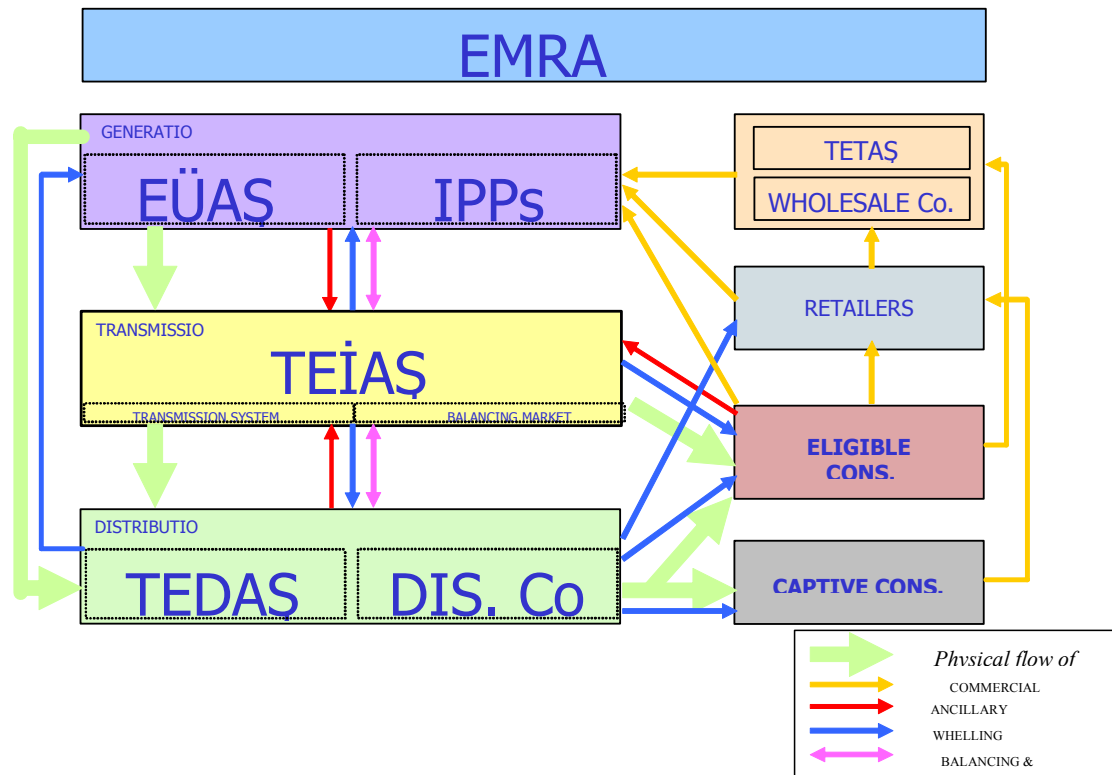 EMRA
GENERATIO
EÜAŞ
IPPs
TETAŞ
WHOLESALE Co.
RETAILERS
TRANSMISSIO
TEİAŞ
TRANSMISSION SYSTEM
BALANCING MARKET
ELIGIBLE
CONS.
DISTRIBUTIO
TEDAŞ
DIS. Co
CAPTIVE CONS.
Physical flow of
COMMERCIAL
ANCILLARY
WHELLING
BALANCING &